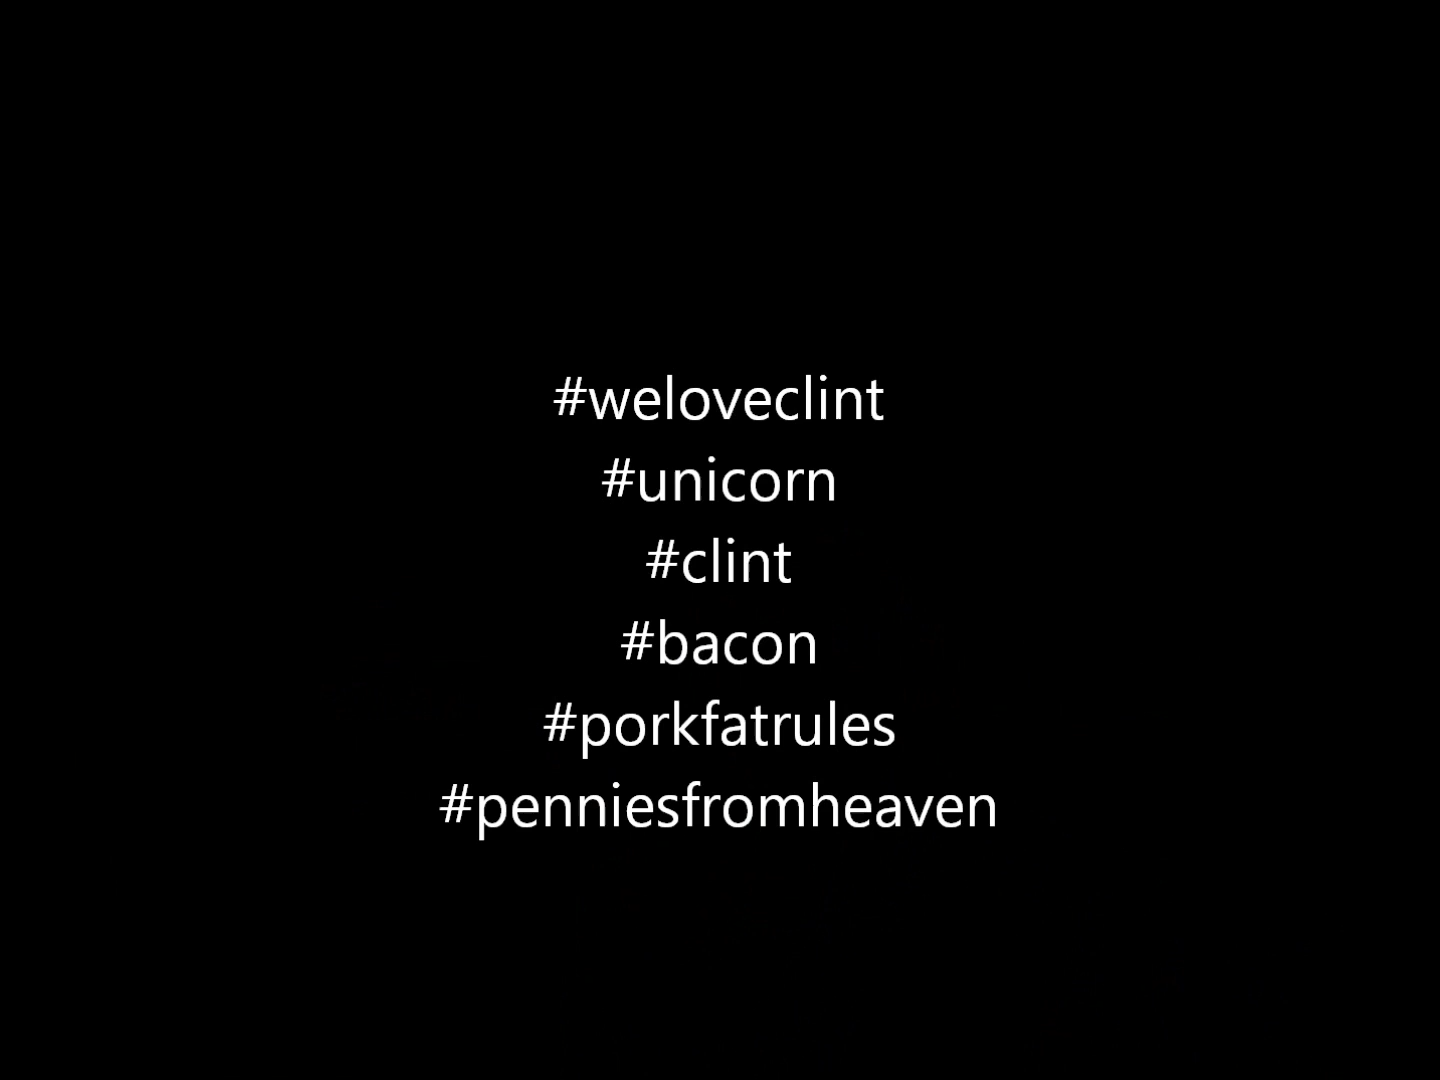 #weloveclint
#unicorn
#clint
#bacon
#porkfatrules
#penniesfromheaven